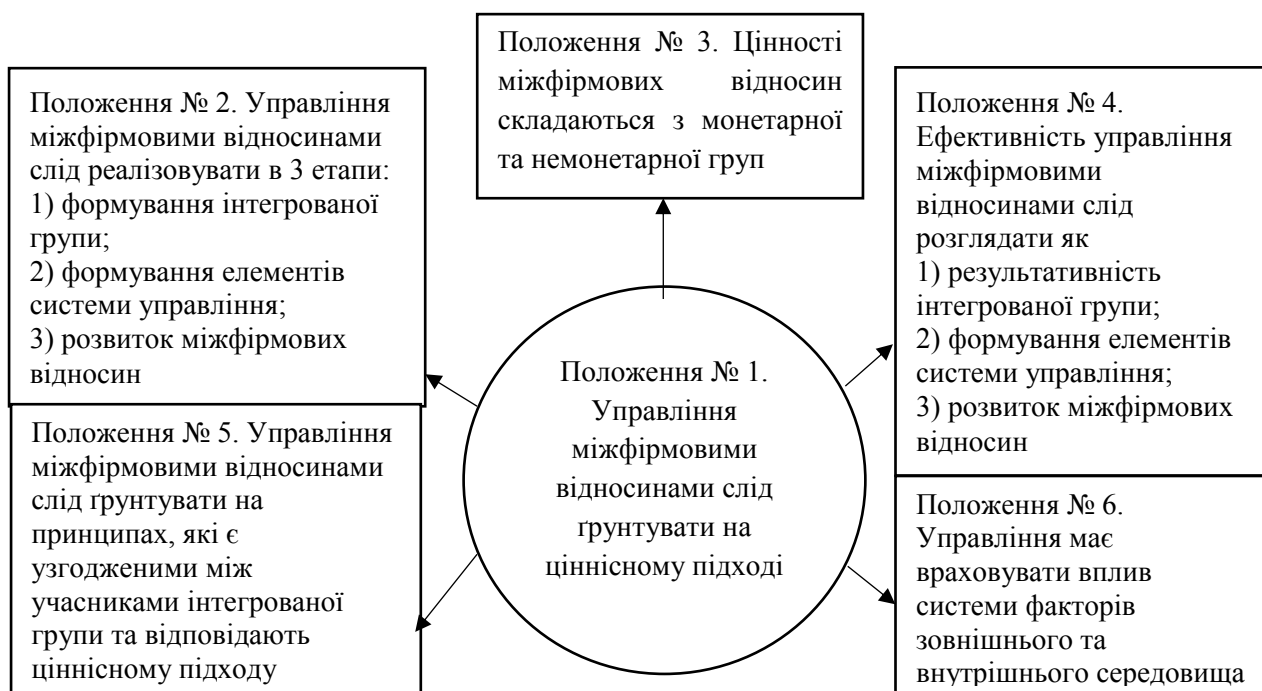 Положення № 3. Цінності
міжфірмових відносин
складаються з монетарної
та немонетарної груп
Положення № 2. Управління
міжфірмовими відносинами
слід реалізовувати в 3 етапи:
1) формування інтегрованої
групи;
2) формування елементів
системи управління;
3) розвиток міжфірмових
відносин
Положення № 4.
Ефективність управління
міжфірмовими
відносинами слід
розглядати як
1) результативність
інтегрованої групи;
2) формування елементів
системи управління;
3) розвиток міжфірмових
відносин
Положення № 1.
Управління
міжфірмовими
відносинами слід
ґрунтувати на
ціннісному підході
Положення № 5. Управління
міжфірмовими відносинами
слід ґрунтувати на
принципах, які є
узгодженими між
учасниками інтегрованої
групи та відповідають
ціннісному підходу
Положення № 6.
Управління має
враховувати вплив
системи факторів
зовнішнього та
внутрішнього середовища